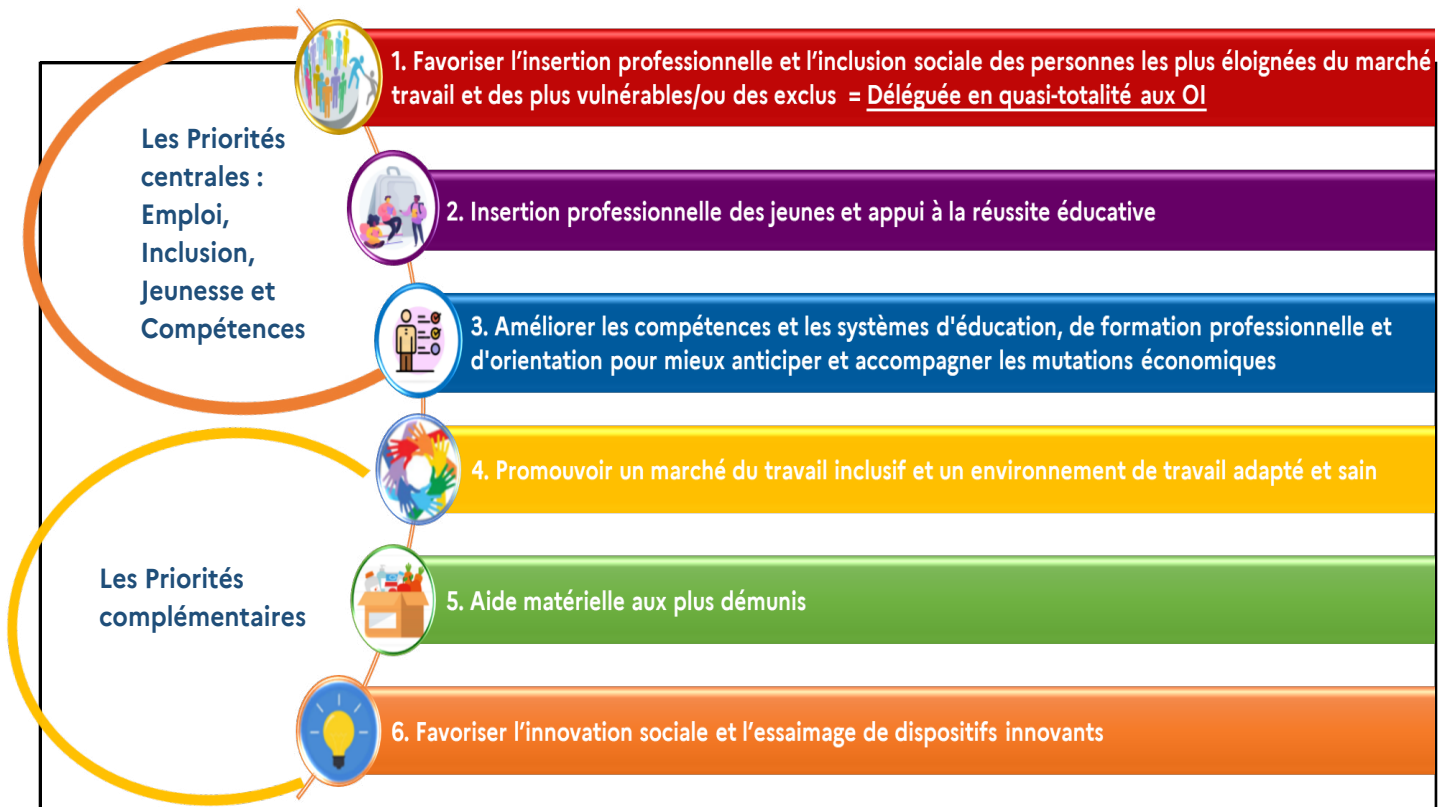 1. Favoriser l'insertion professionnelle et l'inclusion sociale des personnes les plus éloignées du marché
travail et des plus vulnérables/ou des exclus = Déléguée en quasi-totalité aux OI
Les Priorités
centrales :
Emploi,
Inclusion,
Jeunesse et
Compétences
2. Insertion professionnelle des jeunes et appui à la réussite éducative
3. Améliorer les compétences et les systèmes d'éducation, de formation professionnelle et
d'orientation pour mieux anticiper et accompagner les mutations économiques
4. Promouvoir un marché du travail inclusif et un environnement de travail adapté et sain
Les Priorités
complémentaires
5. Aide matérielle aux plus démunis
6. Favoriser l'innovation sociale et l'essaimage de dispositifs innovants